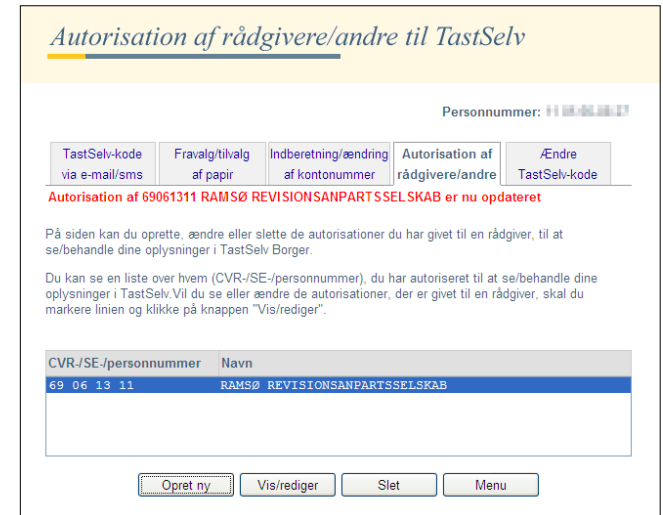 Autorisation af rådgivere/andre til TastSelv
Personnummer:
TastSelv-kode via e-mail/sms
Fravalg/tilvalg af papir
Indberetning/ændring af kontonummer
Autorisation af rådgivere/andre
Ændre TastSelv-kode
Autorisation af 69061311 RAMSØ REVISIONSANPARTSSELSKAB er nu opdateret
På siden kan du oprette, ændre eller slette de autorisationer du har givet til en rådgiver, til at
se/behandle dine oplysninger i TastSelv Borger.
Du kan se en liste over hvem (CVR-/SE-/personnummer), du har autoriseret til at se/behandle dine
oplysninger i TastSelv.Vil du se eller ændre de autorisationer, der er givet til en rådgiver, skal du
markere linien og klikke på knappen "Vis/rediger".
CVR-/SE-/personnummer Navn
69 06 13 11 RAMSØ REVISIONSANPARTSSELSKAB
Opret ny Vis/rediger Slet Menu